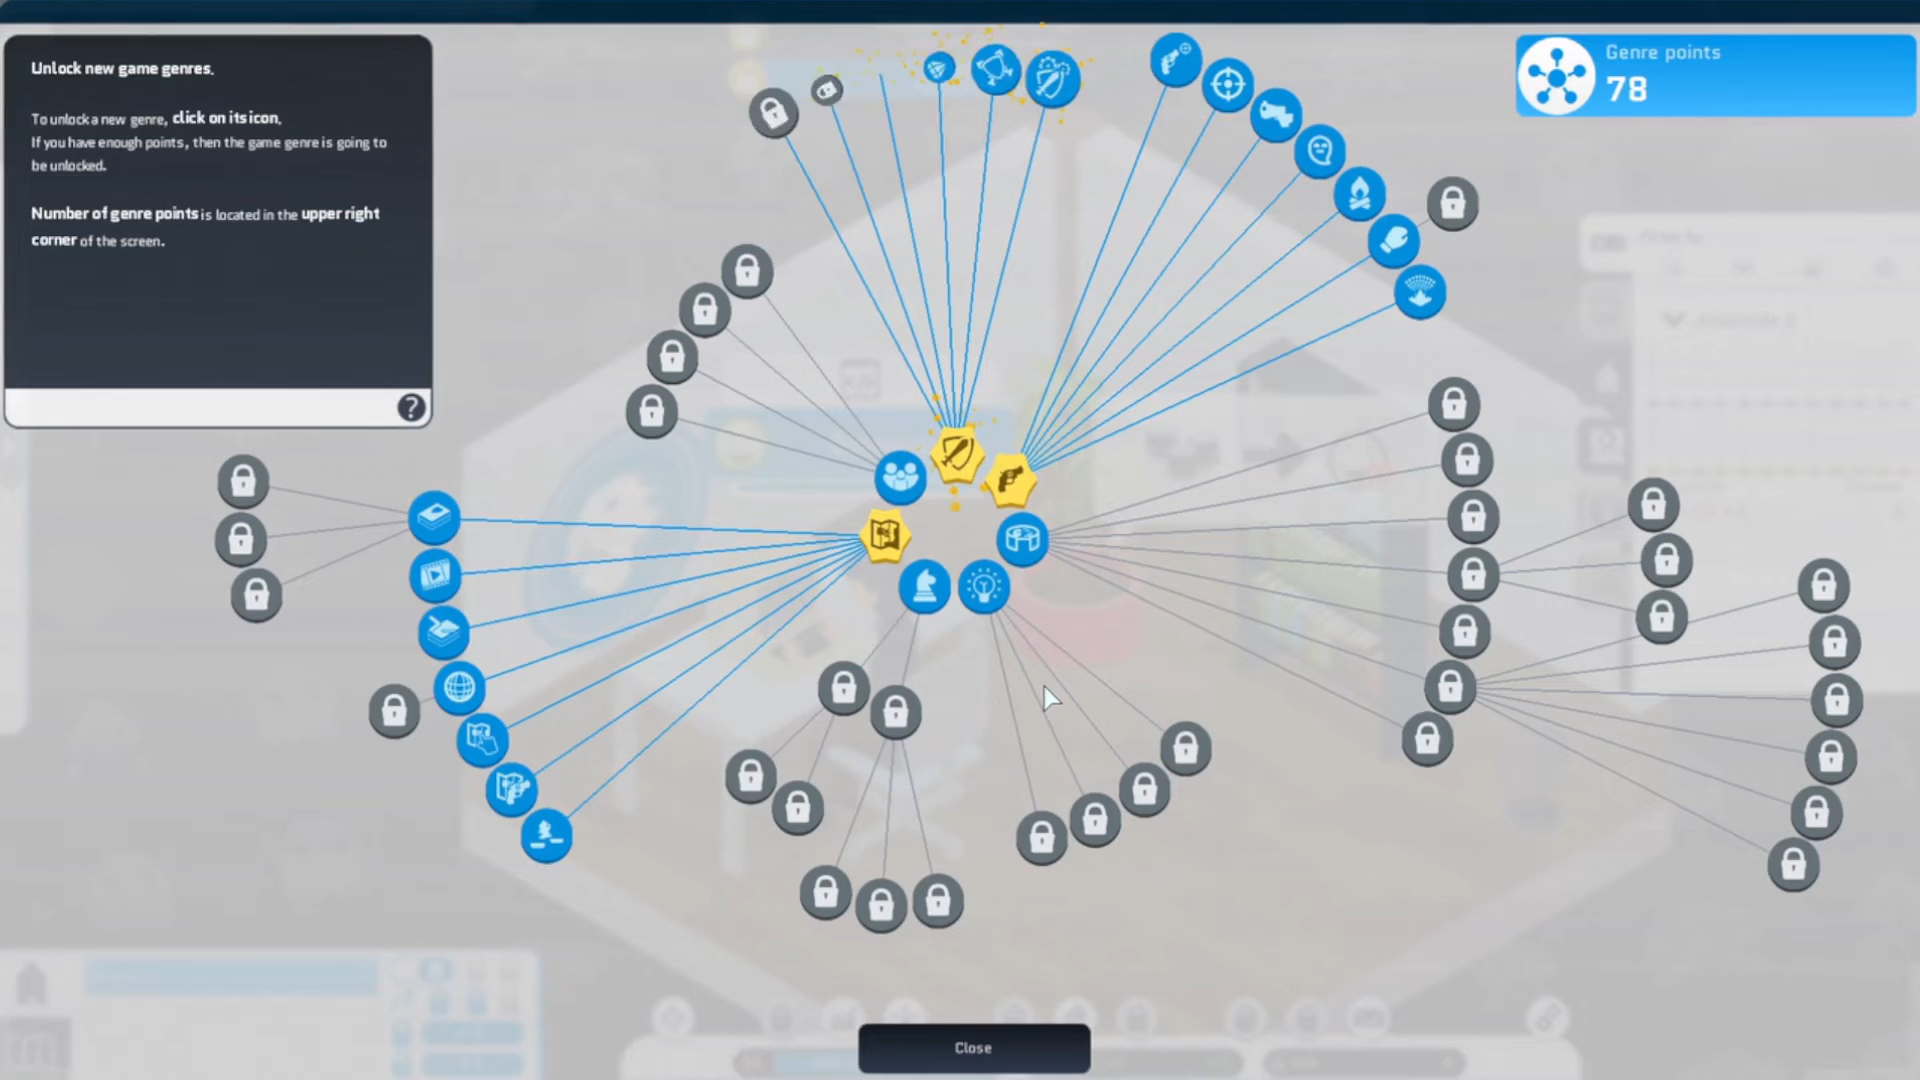 Unlock new game genres.
To unlock a new genre, click on its icon.
If you have enough points, then the game genre is going to
be unlocked.
Number of genre points is located in the upper right
corner of the screen.
?
Genre points
78
Close